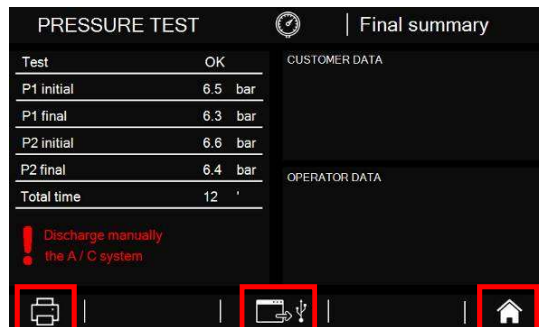 PRESSURE TEST
Final summary
Test OK
P1 initial 6.5 bar
P1 final 6.3 bar
P2 initial 6.6 bar
P2 final 6.4 bar
Total time 12 '
Discharge manually
the A / C system
CUSTOMER DATA
OPERATOR DATA